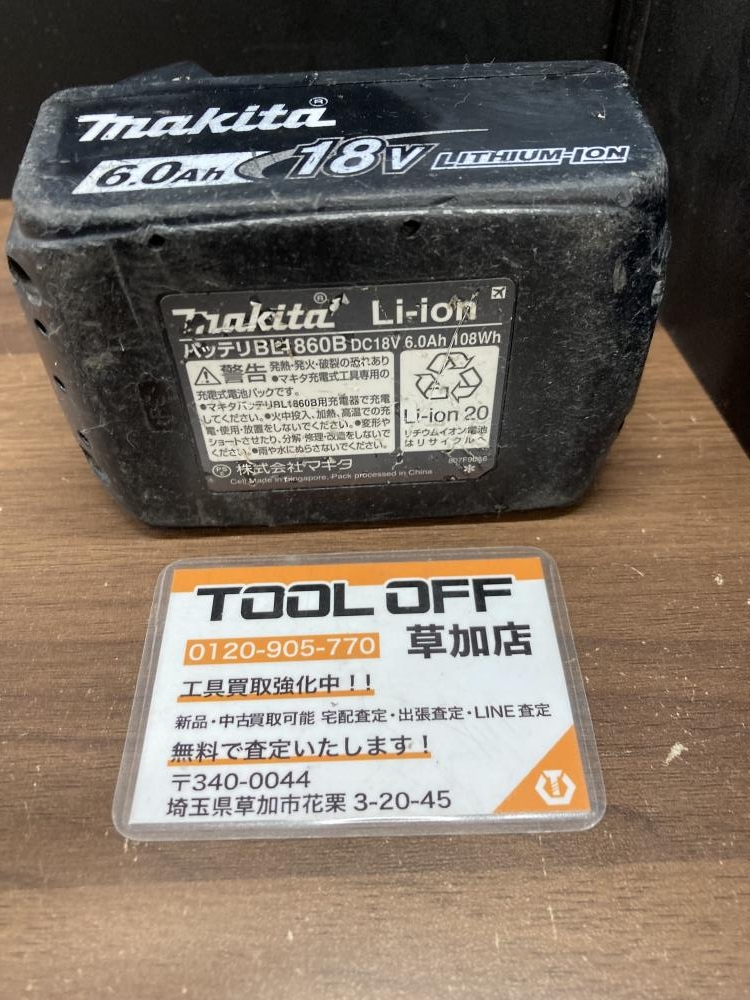 makita®
6.0Ah 18V LITHIUM-ION
makita® Li-ion
バッテリBL1860B DC18V 6.0Ah 108Wh
警告 発熱・発火・破裂の恐れあり
●マキタ充電式工具専用の
充電式電池パックです。
●マキタバッテリBL1860B用充電器で充電
してください。●火中投入、加熱、高温での充
電・使用・放置をしないでください。●変形や
ショートさせたり、分解・修理・改造をしないで
ください。●雨や水にぬらさないでください。
Li-ion 20
リチウムイオン電池
はリサイクルへ
PSE 株式会社マキタ
Cell Made in Singapore, Pack processed in China
TOOL OFF
0120-905-770 草加店
工具買取強化中!!
新品・中古買取可能 宅配査定・出張査定・LINE査定
無料で査定いたします!
〒340-0044
埼玉県草加市花栗 3-20-45